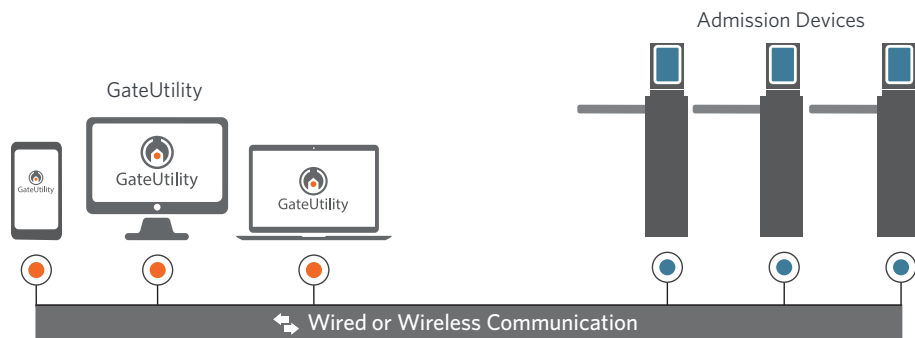 Admission Devices
GateUtility
GateUtility
GateUtility
GateUtility
Wired or Wireless Communication